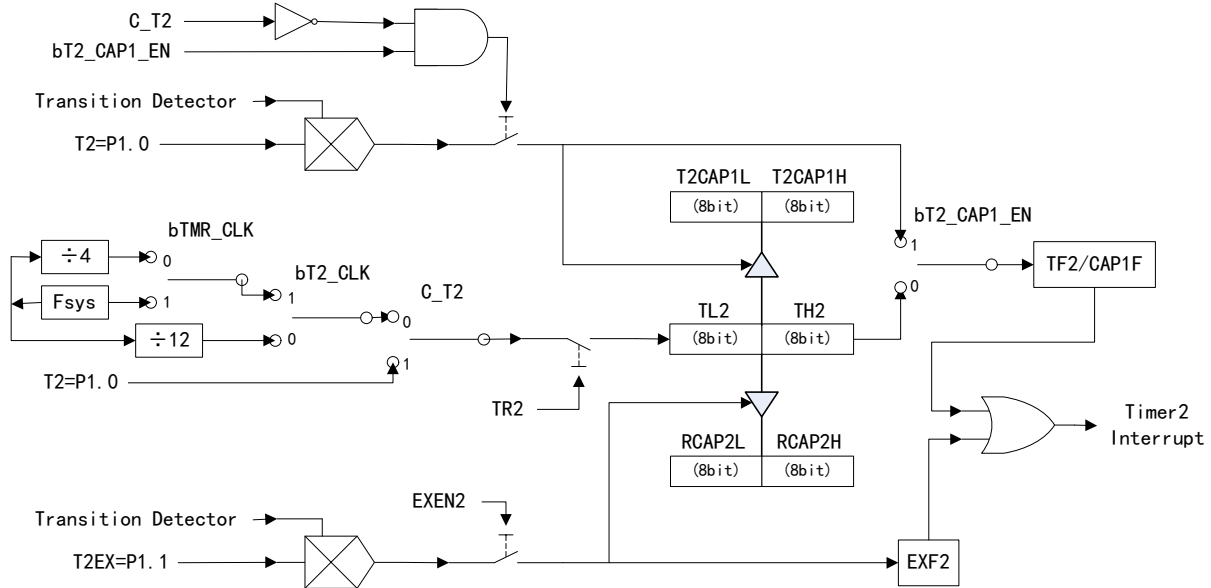 C_T2
bT2_CAP1_EN
Transition Detector
T2=P1.0
T2CAP1L T2CAP1H
(8bit) (8bit)
bT2_CAP1_EN
1
0
TF2/CAP1F
bTMR_CLK
÷4
0
Fsys
1
÷12
bT2_CLK
1
0
C_T2
0
1
T2=P1.0
TR2
TL2 TH2
(8bit) (8bit)
RCAP2L RCAP2H
(8bit) (8bit)
Timer2
Interrupt
EXEN2
Transition Detector
T2EX=P1.1
EXF2